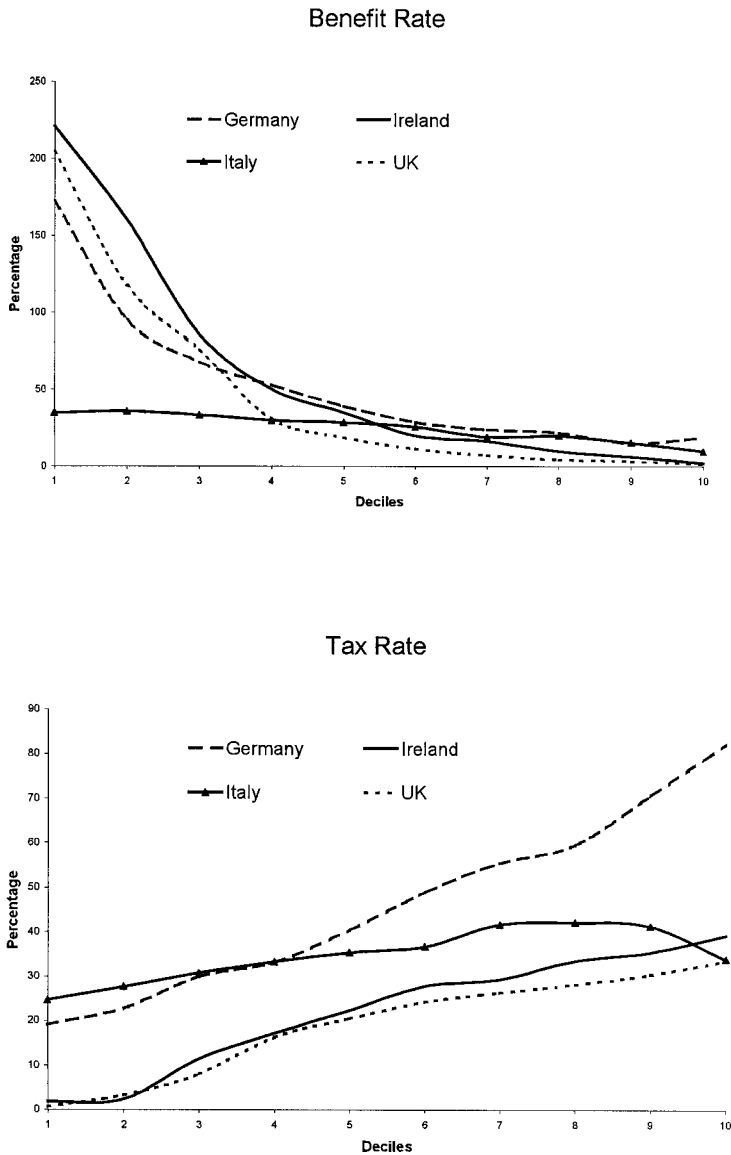 Benefit Rate
250
200
150
100
50
0
Percentage
Germany Ireland
Italy UK
1 2 3 4 5 6 7 8 9 10
Deciles
Tax Rate
90
80
70
60
50
40
30
20
10
0
Percentage
Germany Ireland
Italy UK
1 2 3 4 5 6 7 8 9 10
Deciles